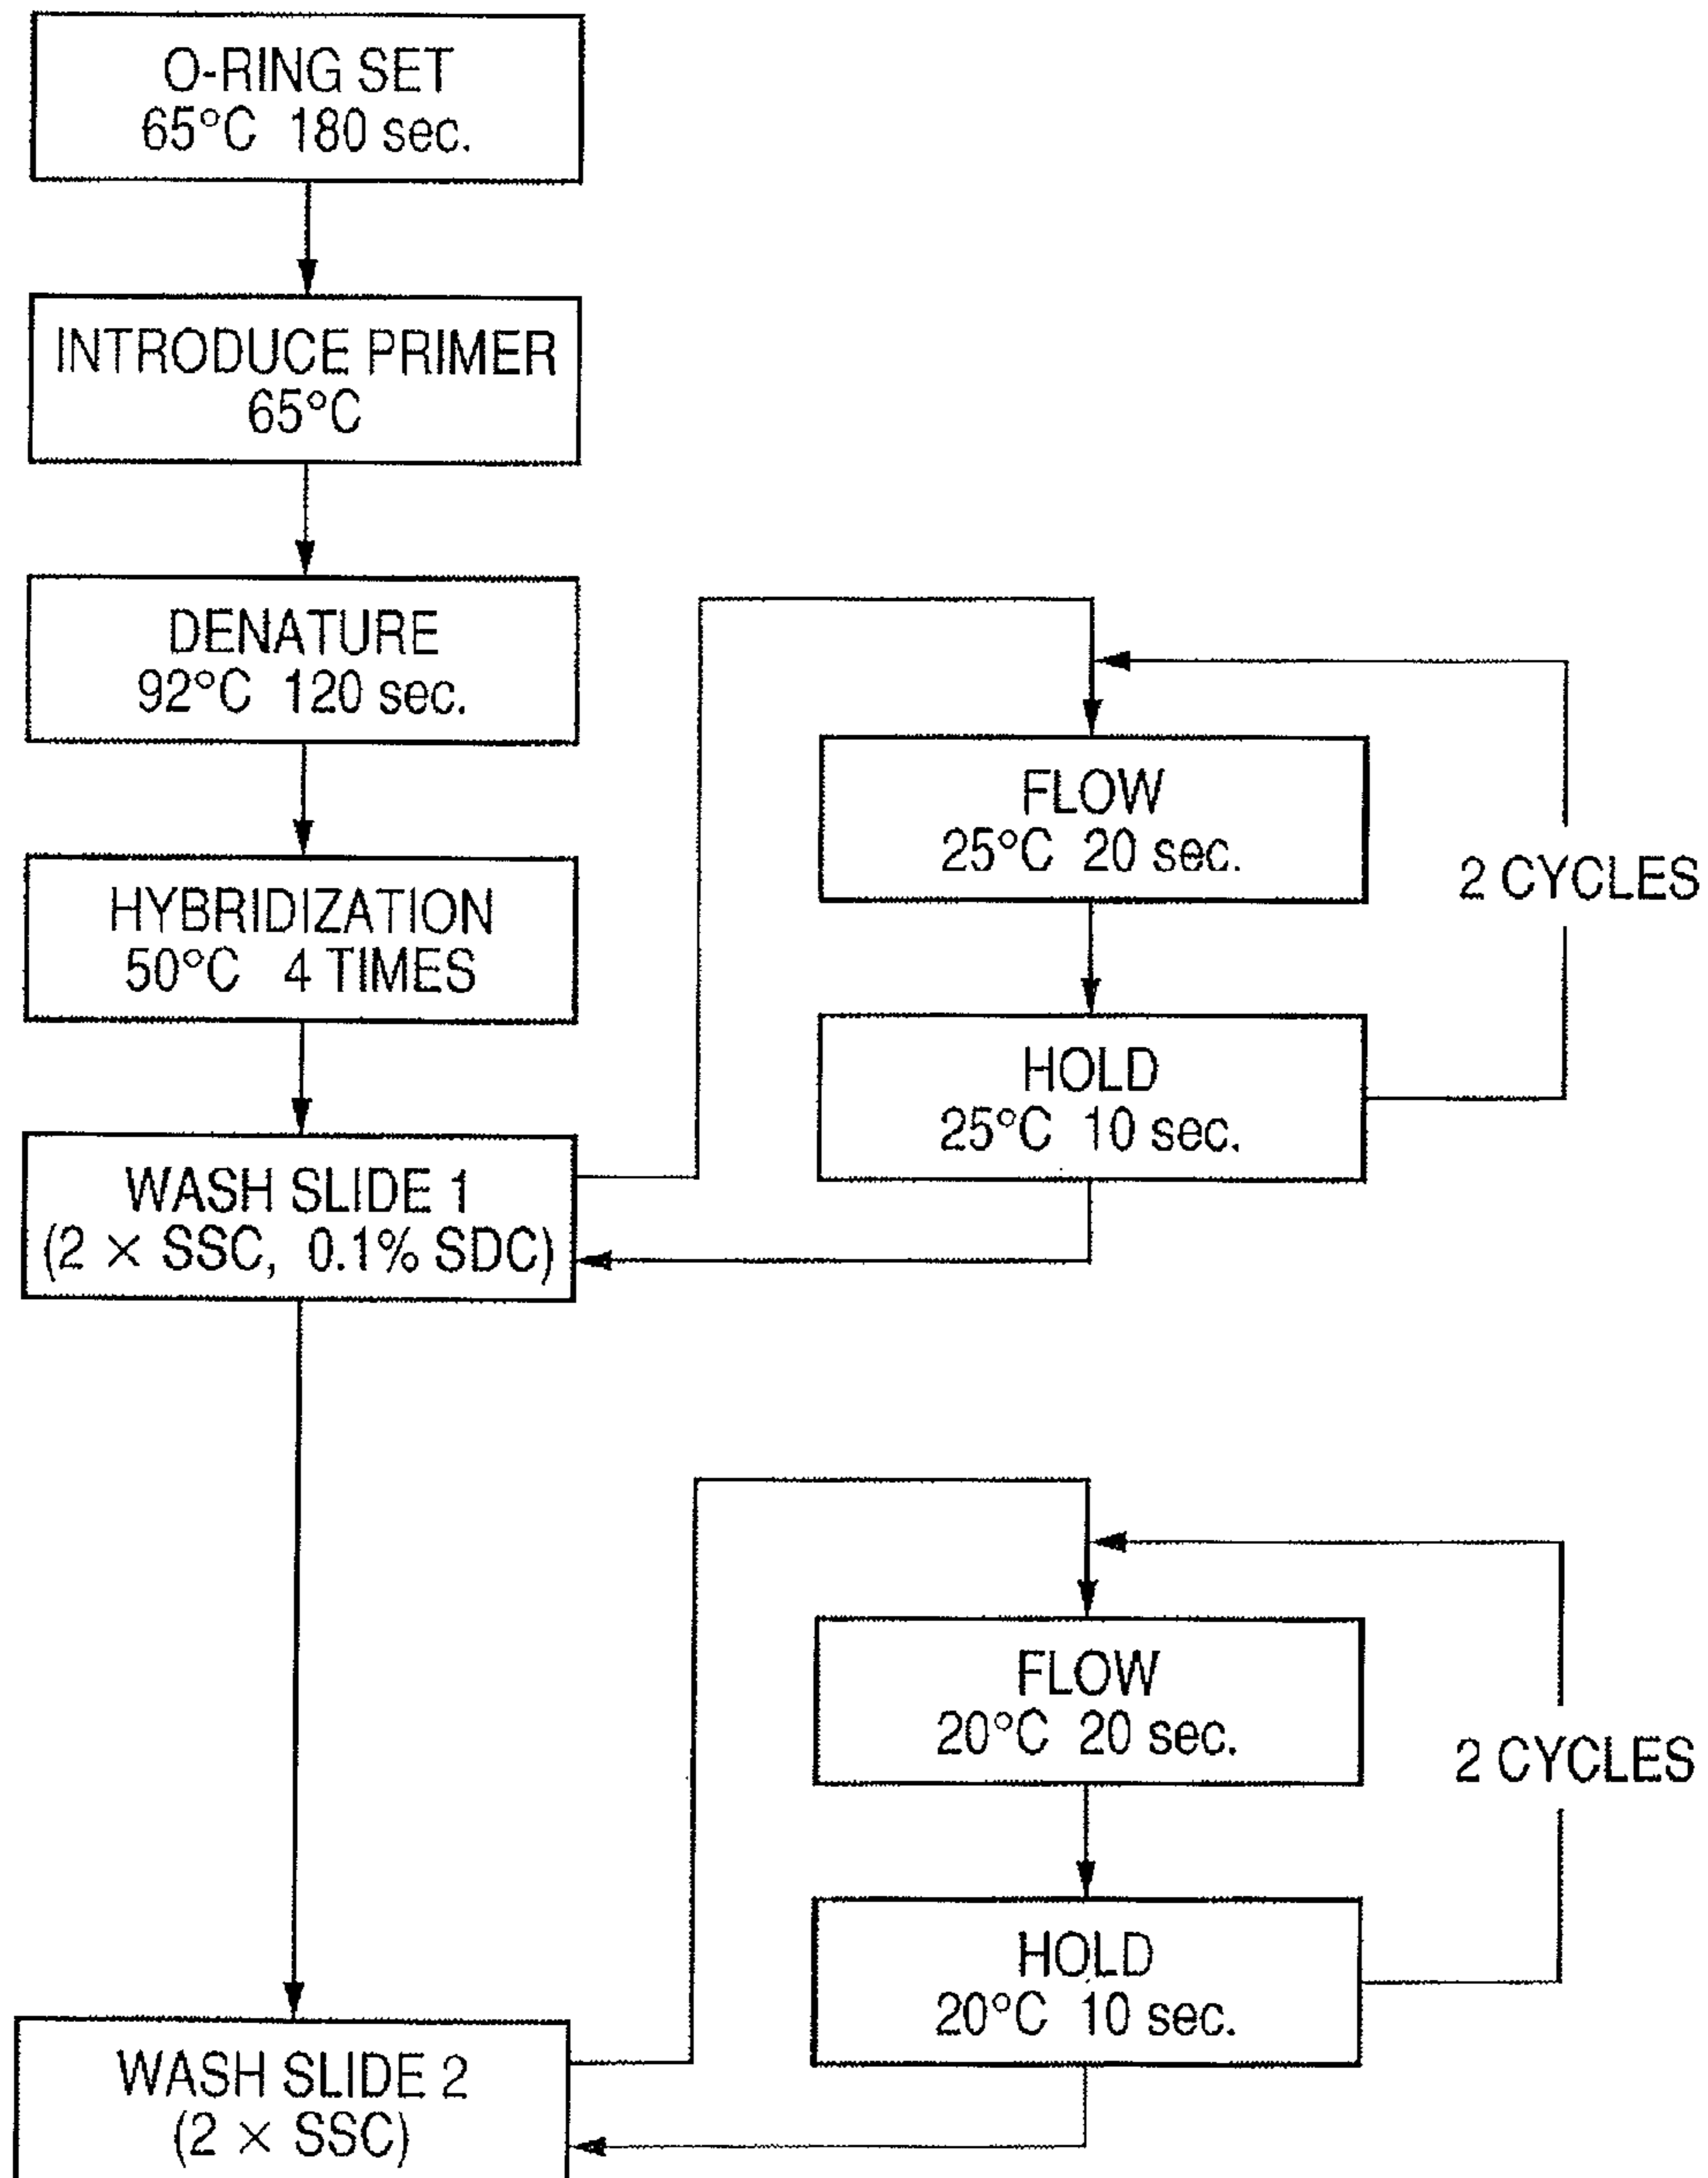 O-RING SET
65°C 180 sec.
INTRODUCE PRIMER
65°C
DENATURE
92°C 120 sec.
HYBRIDIZATION
50°C 4 TIMES
WASH SLIDE 1
(2 × SSC, 0.1% SDC)
FLOW
25°C 20 sec.
HOLD
25°C 10 sec.
2 CYCLES
WASH SLIDE 2
(2 × SSC)
FLOW
20°C 20 sec.
HOLD
20°C 10 sec.
2 CYCLES